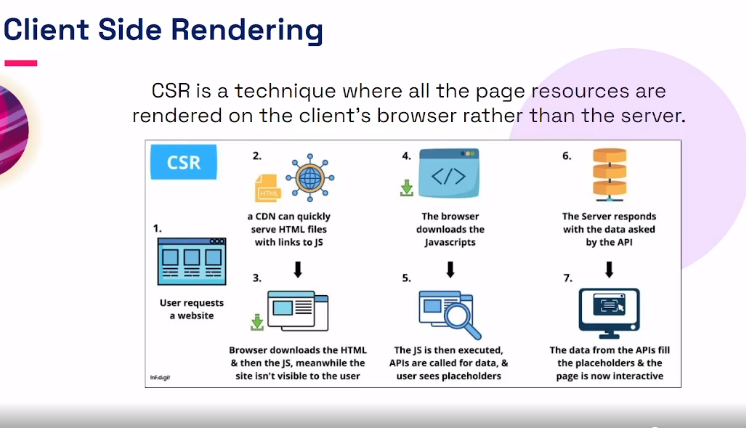 Client Side Rendering
CSR is a technique where all the page resources are
rendered on the client's browser rather than the server.
CSR
1.
User requests
a website
2.
HTML
a CDN can quickly
serve HTML files
with links to JS
3.
Browser downloads the HTML
& then the JS, meanwhile the
site isn't visible to the user
4.
</>
The browser
downloads the
Javascripts
5.
The JS is then executed,
APIs are called for data, &
user sees placeholders
6.
The Server responds
with the data asked
by the API
7.
The data from the APIs fill
the placeholders & the
page is now interactive
Infidigit